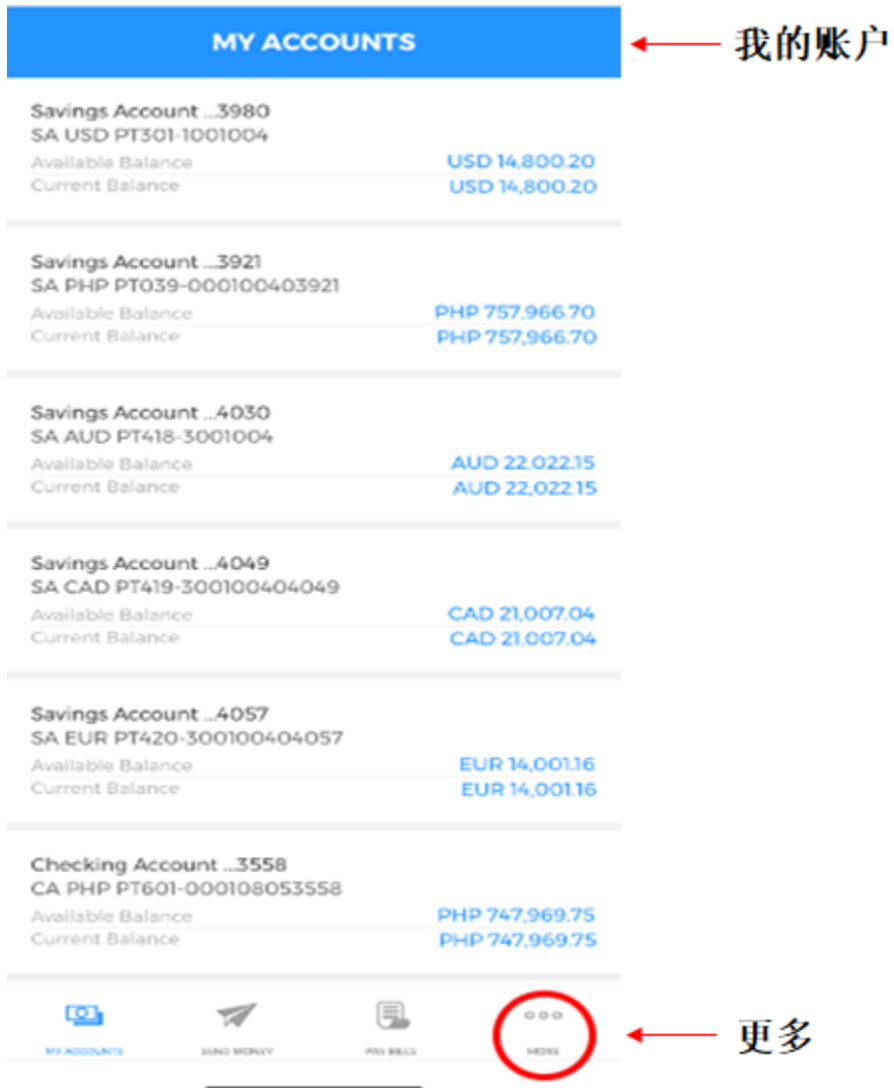 MY ACCOUNTS
我的账户
Savings Account ...3980
SA USD PT301-1001004
Available Balance USD 14,800.20
Current Balance USD 14,800.20
Savings Account ...3921
SA PHP PT039-000100403921
Available Balance PHP 757,966.70
Current Balance PHP 757,966.70
Savings Account ...4030
SA AUD PT418-3001004
Available Balance AUD 22,022.15
Current Balance AUD 22,022.15
Savings Account ...4049
SA CAD PT419-300100404049
Available Balance CAD 21,007.04
Current Balance CAD 21,007.04
Savings Account ...4057
SA EUR PT420-300100404057
Available Balance EUR 14,001.16
Current Balance EUR 14,001.16
Checking Account ...3558
CA PHP PT601-000108053558
Available Balance PHP 747,969.75
Current Balance PHP 747,969.75
MY ACCOUNTS SEND MONEY PAY BILLS MORE
更多